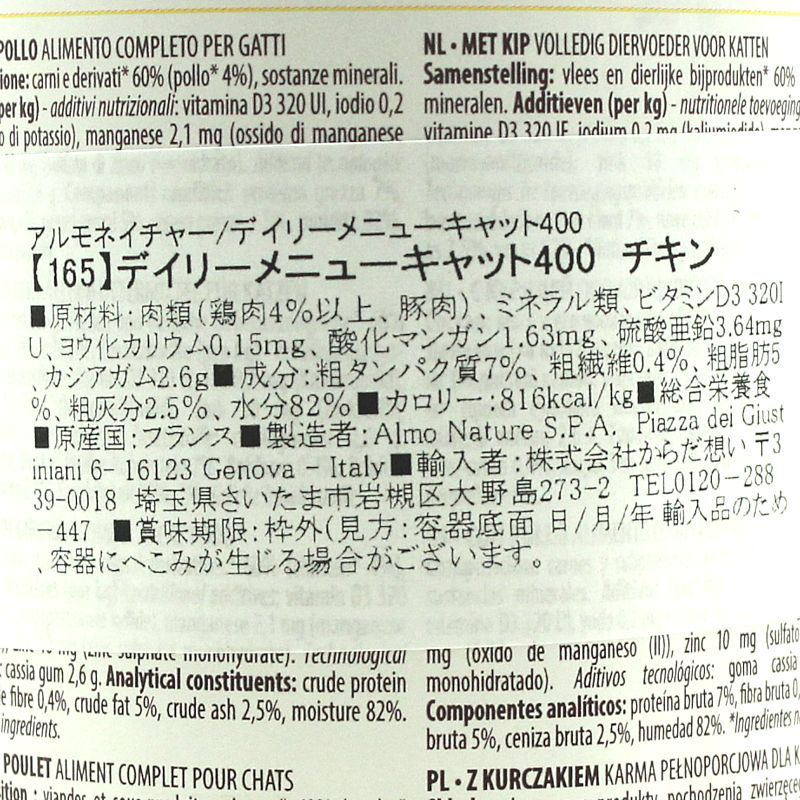 POLLO ALIMENTO COMPLETO PER GATTI
ione: carni e derivati* 60% (pollo* 4%), sostanze minerali.
per kg) - additivi nutrizionali: vitamina D3 320 UI, iodio 0,2
o di potassio), manganese 2,1 mg (ossido di manganese
NL • MET KIP VOLLEDIG DIERVOEDER VOOR KATTEN
Samenstelling: vlees en dierlijke bijprodukten* 60%
mineralen. Additieven (per kg) - nutritionele toevoeging
vitamine D3 320 IE, jodium 0,2 mg (kaliumjodide),
アルモネイチャー/デイリーメニューキャット400
【165】デイリーメニューキャット400 チキン
■原材料:肉類(鶏肉4%以上、豚肉)、ミネラル類、ビタミンD3 320I
U、ヨウ化カリウム0.15mg、酸化マンガン1.63mg、硫酸亜鉛3.64mg
、カシアガム2.6g■成分:粗タンパク質7%、粗繊維0.4%、粗脂肪5
%、粗灰分2.5%、水分82%■カロリー:816kcal/kg■総合栄養食
■原産国:フランス■製造者:Almo Nature S.P.A. Piazza dei Giust
iniani 6-16123 Genova Italy■輸入者:株式会社からだ想い 〒3
39-0018 埼玉県さいたま市岩槻区大野島273-2 TEL0120-288
-447 ■賞味期限:枠外(見方:容器底面 日/月/年 輸入品のため
、容器にへこみが生じる場合がございます。
zinc 10 mg (zinc sulphate monohydrate). Technological
: cassia gum 2,6 g. Analytical constituents: crude protein
e fibre 0,4%, crude fat 5%, crude ash 2,5%, moisture 82%.
ingredients.
POULET ALIMENT COMPLET POUR CHATS
mg (óxido de manganeso (II)), zinc 10 mg (sulfato
monohidratado). Aditivos tecnológicos: goma cassia
Componentes analíticos: proteína bruta 7%, fibra bruta 0,
bruta 5%, ceniza bruta 2,5%, humedad 82%. *Ingredientes n
PL • Z KURCZAKIEM KARMA PEŁNOPORCJOWA DLA K
produkty pochodzenia zwierzęce